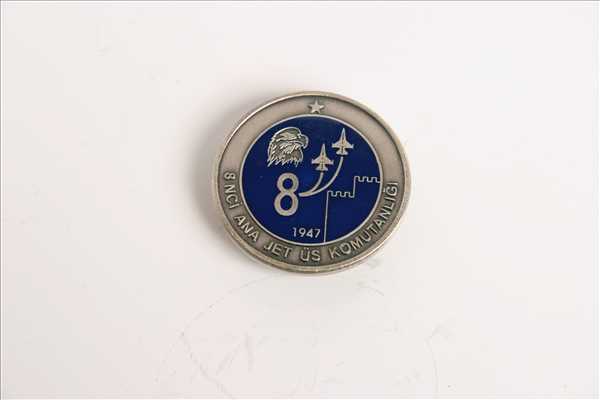 8
1947
8 NCİ ANA JET ÜS KOMUTANLIĞI